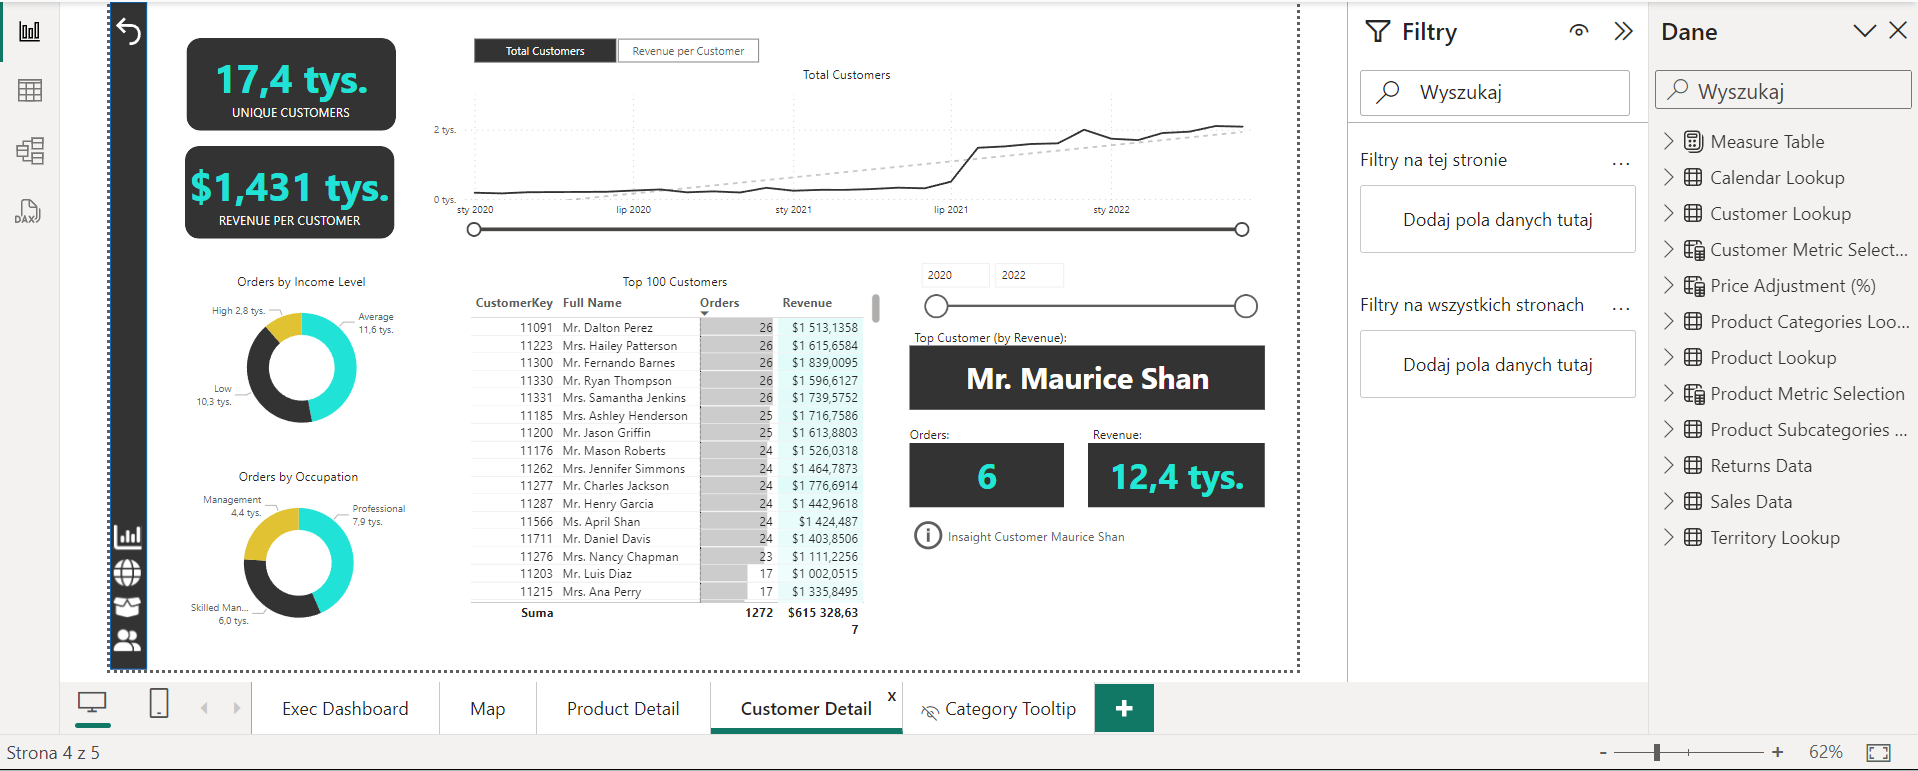 17,4 tys.
UNIQUE CUSTOMERS
$1,431 tys.
REVENUE PER CUSTOMER
Total Customers
Revenue per Customer
Total Customers
2 tys.
0 tys.
sty 2020
lip 2020
sty 2021
lip 2021
sty 2022
Orders by Income Level
High 2,8 tys.
Average
11,6 tys.
Low
10,3 tys.
Orders by Occupation
Management
4,4 tys.
Professional
7,9 tys.
Skilled Man...
6,0 tys.
Top 100 Customers
CustomerKey Full Name Orders Revenue
11091 Mr. Dalton Perez 26 $1 513,1358
11223 Mrs. Hailey Patterson 26 $1 615,6584
11300 Mr. Fernando Barnes 26 $1 839,0095
11330 Mr. Ryan Thompson 26 $1 596,6127
11331 Mrs. Samantha Jenkins 26 $1 739,5752
11185 Mrs. Ashley Henderson 25 $1 716,7586
11200 Mr. Jason Griffin 25 $1 613,8803
11176 Mr. Mason Roberts 24 $1 526,0318
11262 Mrs. Jennifer Simmons 24 $1 464,7873
11277 Mr. Charles Jackson 24 $1 776,6914
11287 Mr. Henry Garcia 24 $1 442,9618
11566 Ms. April Shan 24 $1 424,487
11711 Mr. Daniel Davis 24 $1 403,8506
11276 Mrs. Nancy Chapman 23 $1 111,2256
11203 Mr. Luis Diaz 17 $1 002,0515
11215 Mrs. Ana Perry 17 $1 335,8495
Suma 1272 $615 328,63
7
2020
2022
Top Customer (by Revenue):
Mr. Maurice Shan
Orders:
6
Revenue:
12,4 tys.
Insaight Customer Maurice Shan
Filtry
Wyszukaj
Filtry na tej stronie ...
Dodaj pola danych tutaj
Filtry na wszystkich stronach ...
Dodaj pola danych tutaj
Dane
Wyszukaj
Measure Table
Calendar Lookup
Customer Lookup
Customer Metric Select...
Price Adjustment (%)
Product Categories Loo...
Product Lookup
Product Metric Selection
Product Subcategories ...
Returns Data
Sales Data
Territory Lookup
DAX
Exec Dashboard
Map
Product Detail
Customer Detail
x
Category Tooltip
+
Strona 4 z 5
- + 62%